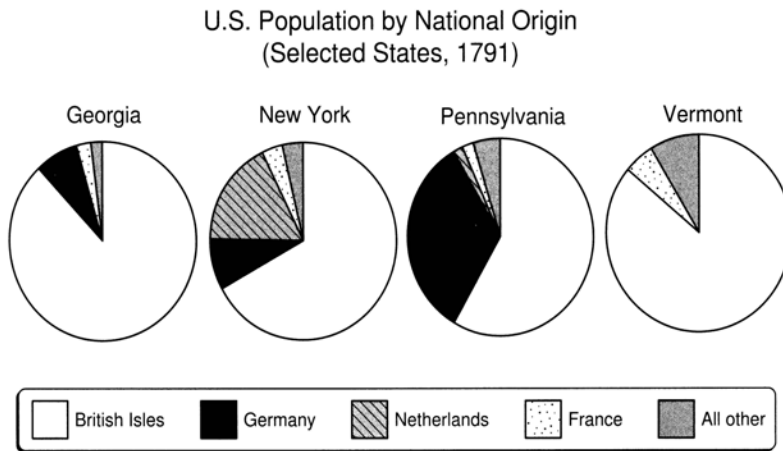 U.S. Population by National Origin
(Selected States, 1791)
Georgia
New York
Pennsylvania
Vermont
British Isles
Germany
Netherlands
France
All other